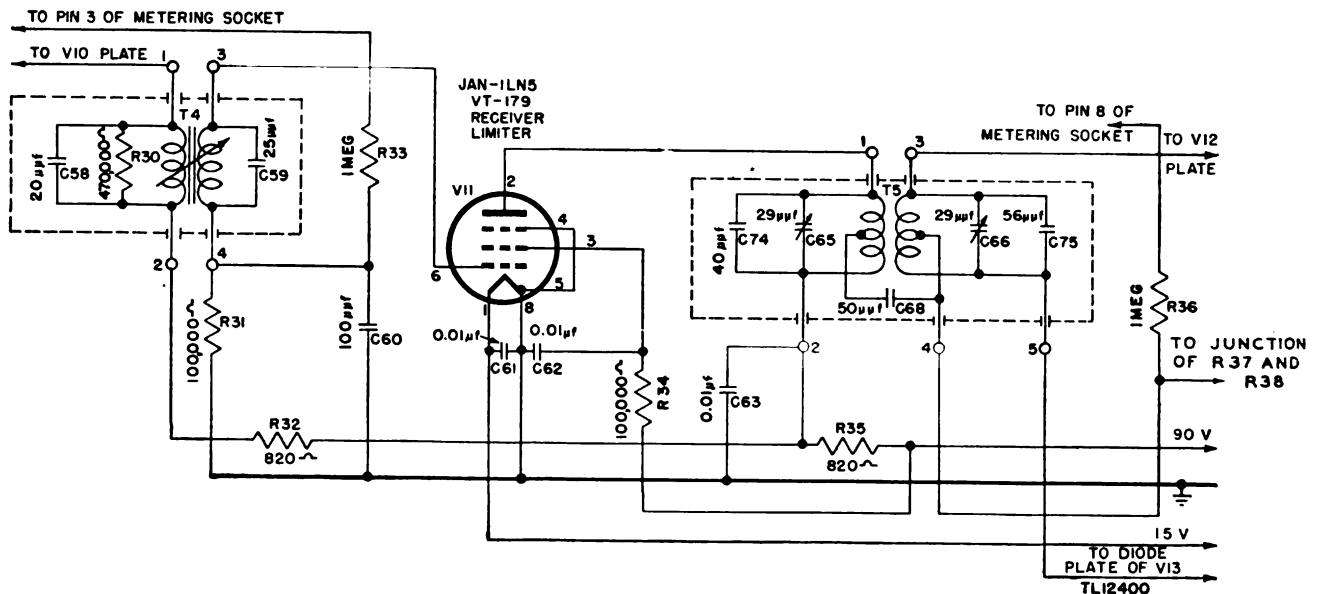 TO PIN 3 OF METERING SOCKET
TO V10 PLATE
1
3
T4
20μμf
C58
470,000~
R30
25μμf
C59
2
4
1MEG
R33
JAN-1LN5
VT-179
RECEIVER
LIMITER
V11
2
4
3
5
6
1
8
0.01μf
0.01μf
C61
C62
100,000~
R31
100μμf
C60
100,000~
R34
R32
820~
TO PIN 8 OF
METERING SOCKET
TO V12
PLATE
1
3
T5
40μμf
C74
29μμf
C65
29μμf
C66
56μμf
C75
50μμf
C68
2
4
5
0.01μf
C63
R35
820~
1MEG
R36
TO JUNCTION
OF R37 AND
R38
90 V
15 V
TO DIODE
PLATE OF V13
TL12400